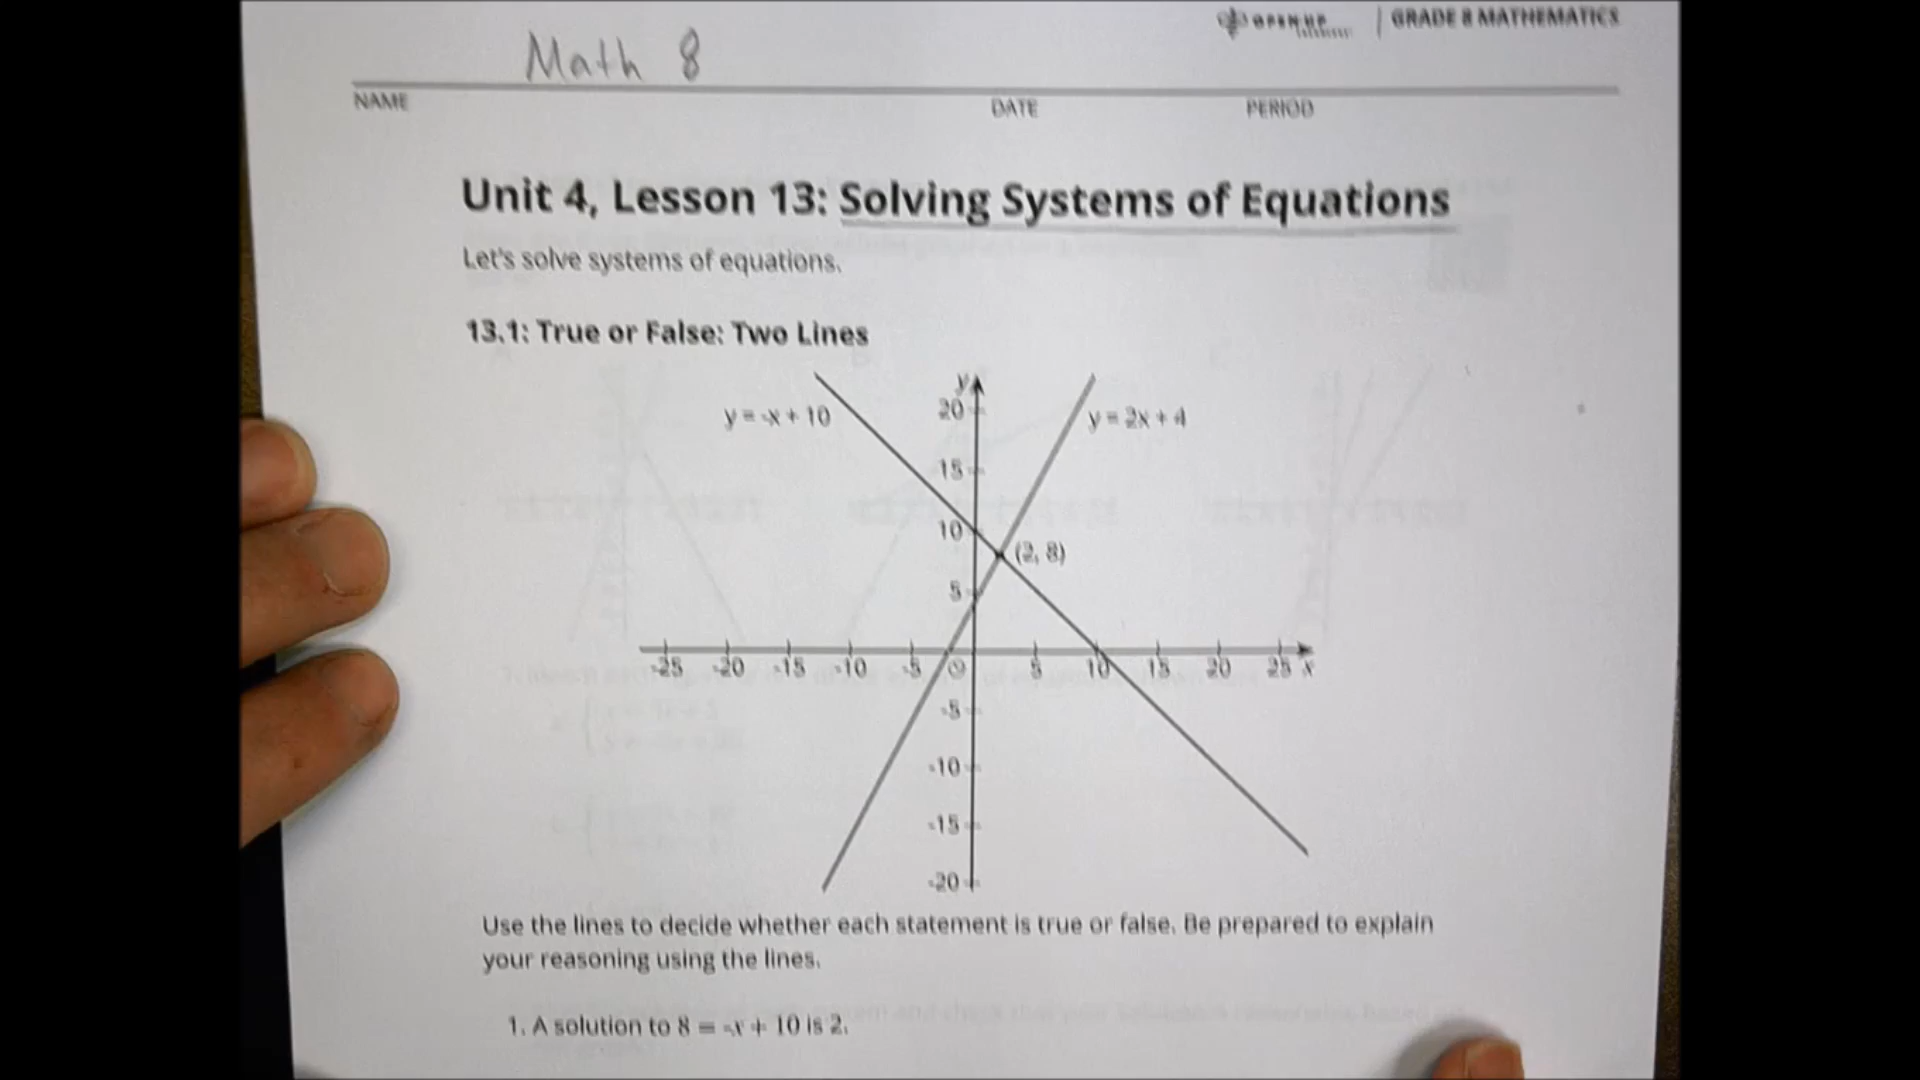 Math 8
OPEN UP | GRADE 8 MATHEMATICS
NAME DATE PERIOD
Unit 4, Lesson 13: Solving Systems of Equations
Let's solve systems of equations.
13.1: True or False: Two Lines
y
y = -x + 10
20
y = 2x + 4
15
10
(2, 8)
5
-25 -20 -15 -10 -5 O 5 10 15 20 25 x
-5
-10
-15
-20
Use the lines to decide whether each statement is true or false. Be prepared to explain
your reasoning using the lines.
1. A solution to 8 = -x + 10 is 2.